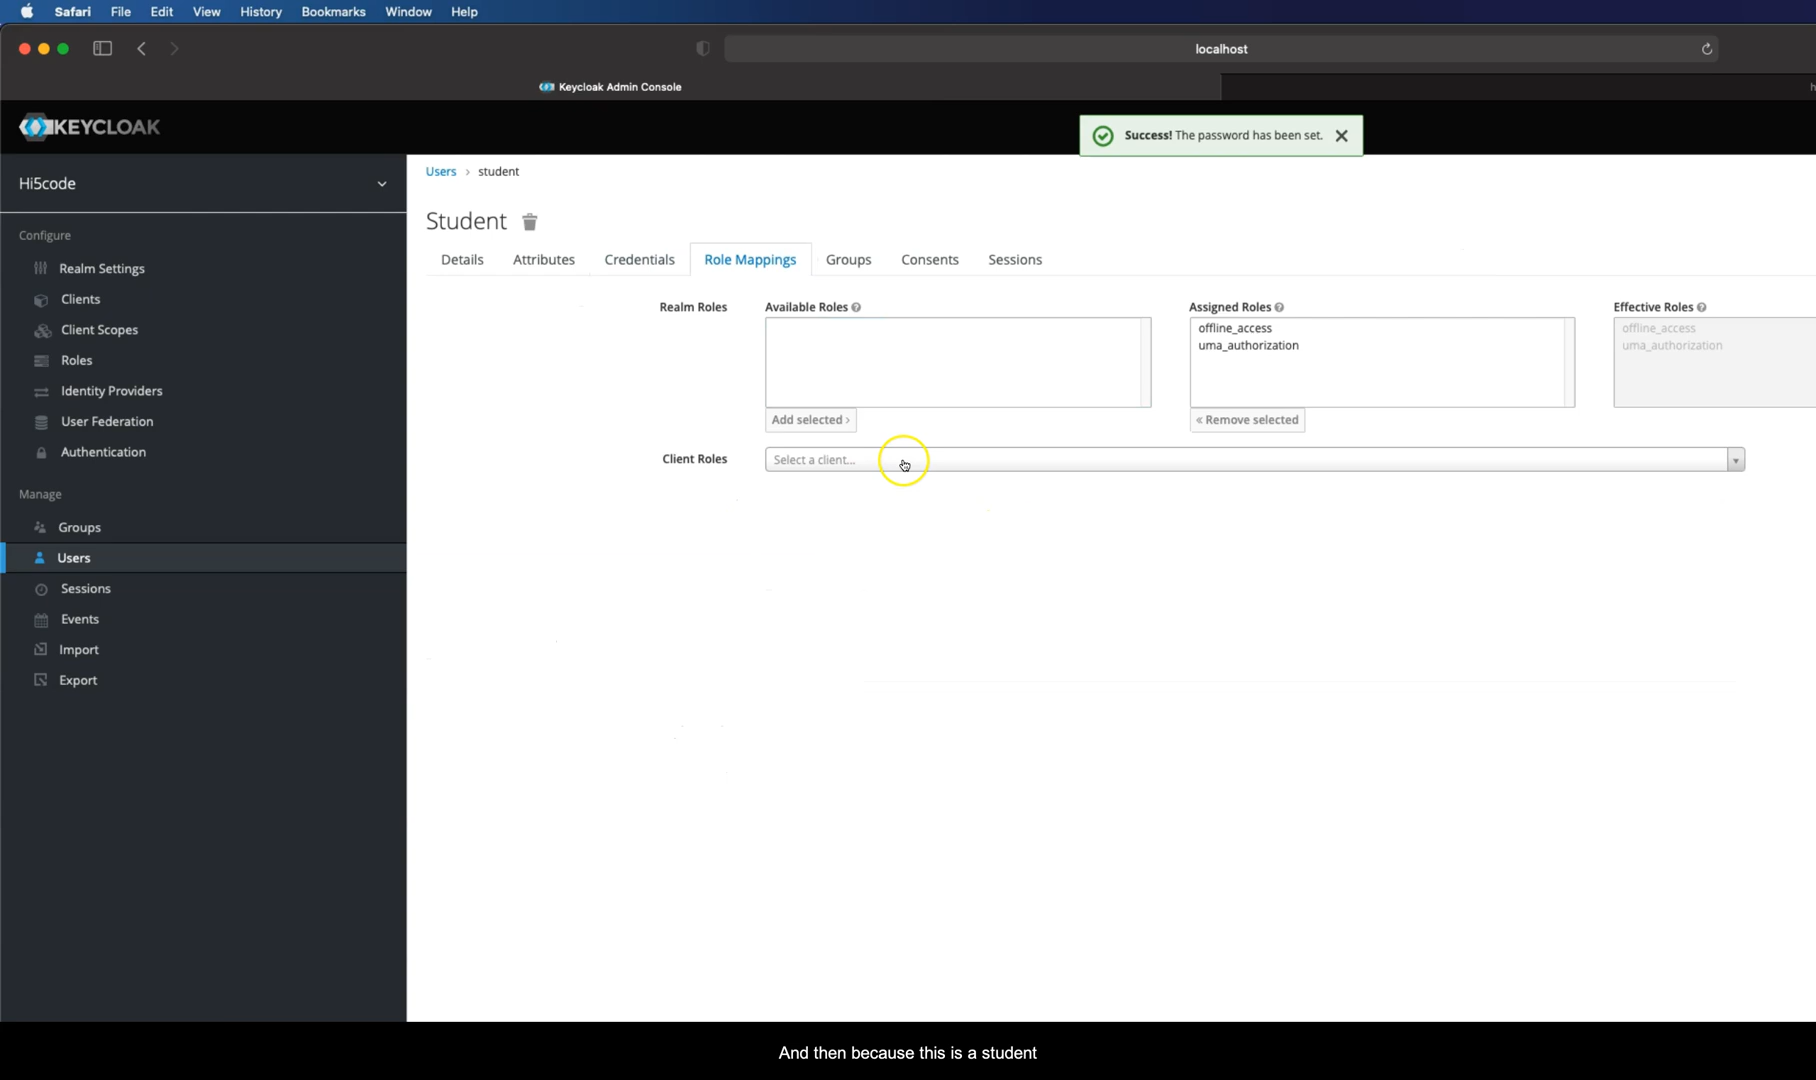 Safari File Edit View History Bookmarks Window Help
localhost
Keycloak Admin Console
KEYCLOAK
Success! The password has been set.
Hi5code
Users > student
Student
Configure
Details Attributes Credentials Role Mappings Groups Consents Sessions
Realm Settings
Clients
Client Scopes
Roles
Identity Providers
User Federation
Authentication
Realm Roles
Available Roles
Assigned Roles
Effective Roles
offline_access
uma_authorization
offline_access
uma_authorization
Add selected >
« Remove selected
Client Roles
Select a client...
Manage
Groups
Users
Sessions
Events
Import
Export
And then because this is a student